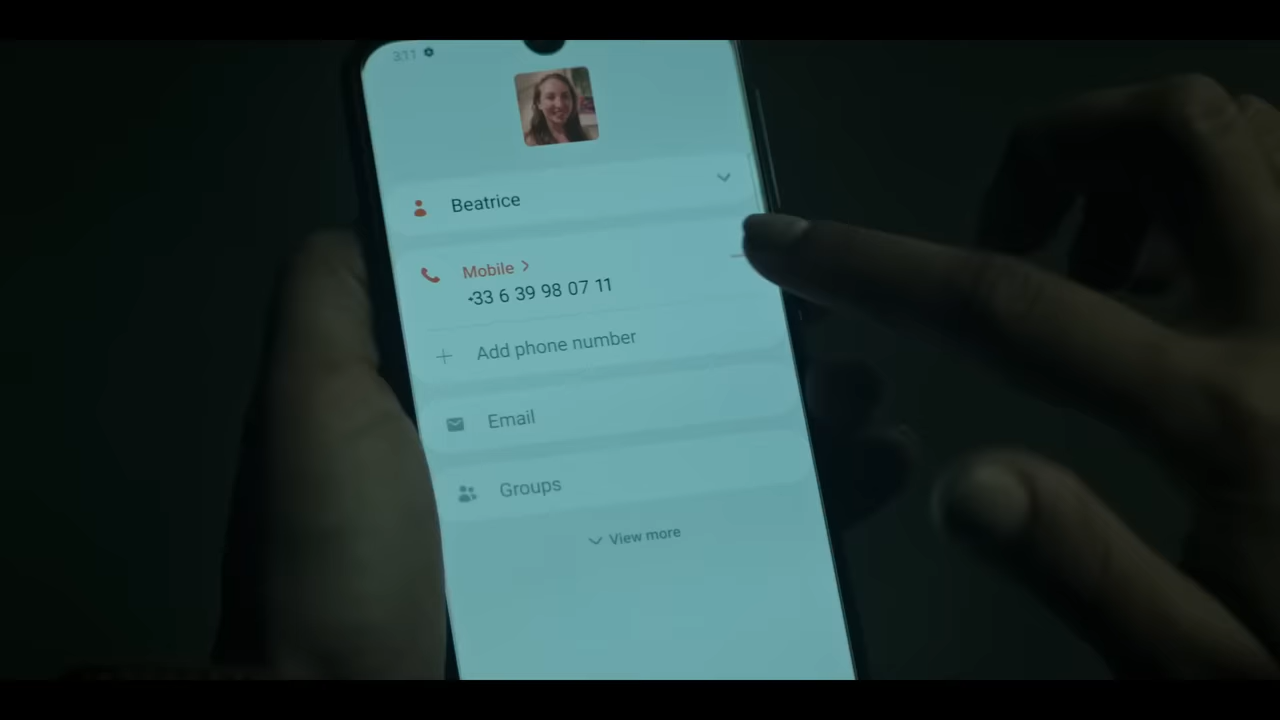 3:11
Beatrice
Mobile >
+33 6 39 98 07 11
Add phone number
Email
Groups
View more